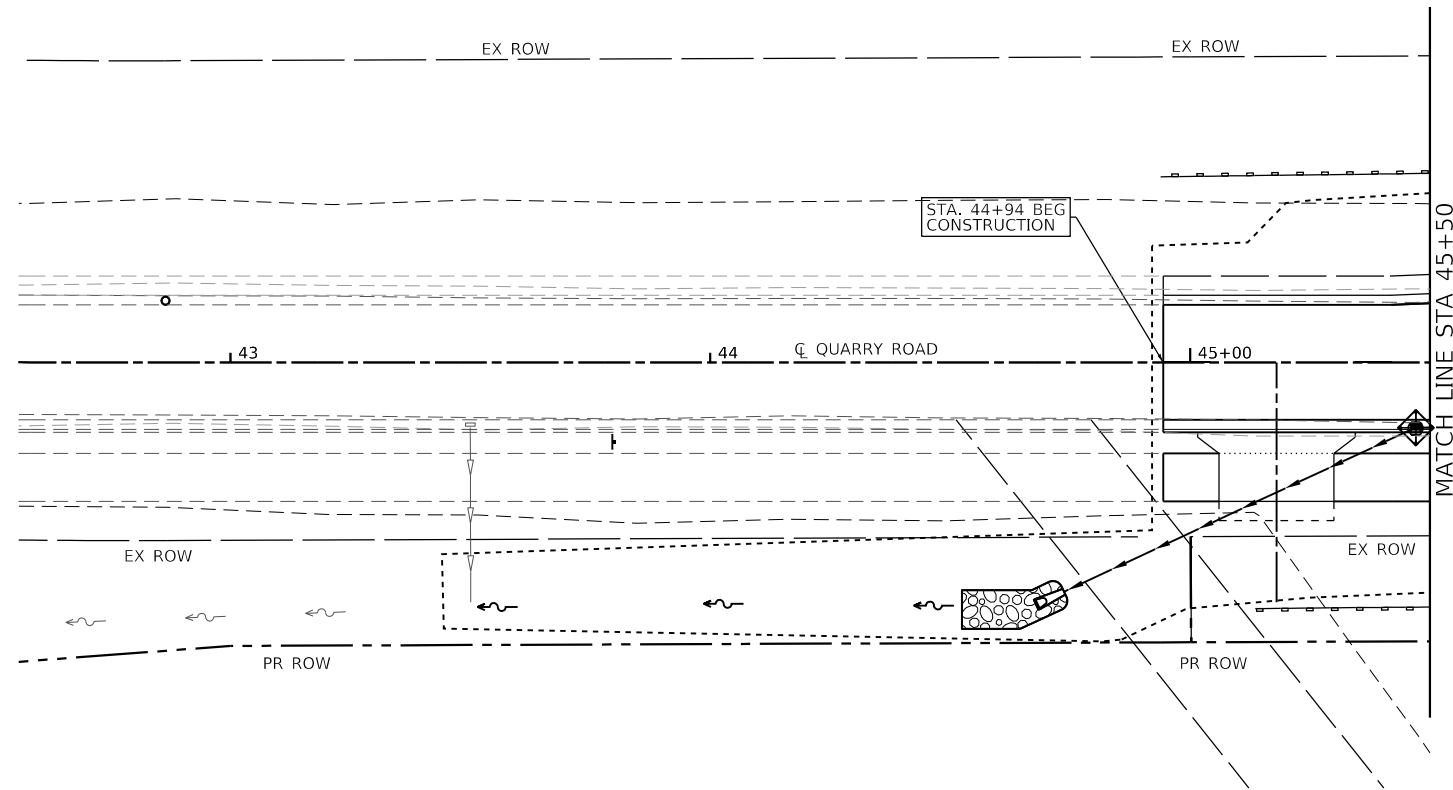 EX ROW
EX ROW
STA. 44+94 BEG
CONSTRUCTION
43
44
℄ QUARRY ROAD
45+00
MATCH LINE STA 45+50
EX ROW
EX ROW
PR ROW
PR ROW